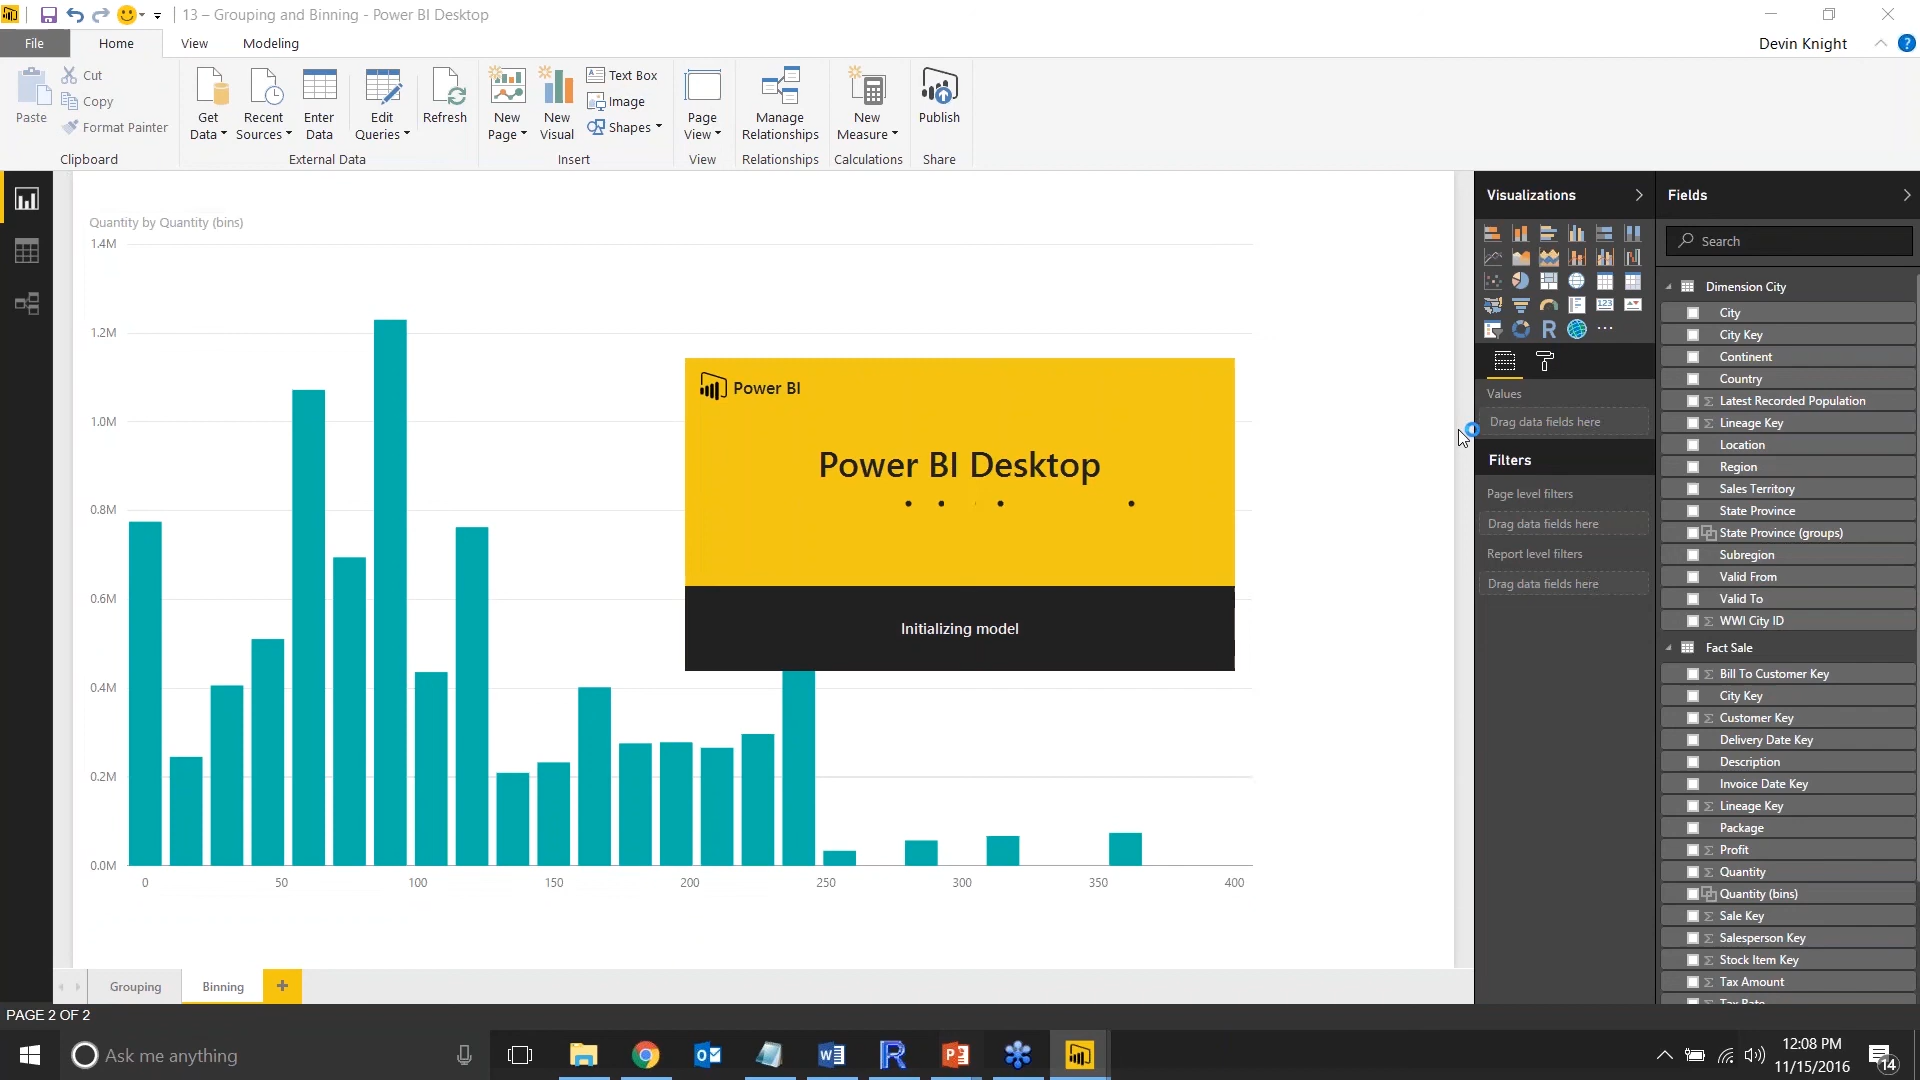 13 – Grouping and Binning - Power BI Desktop
File
Home
View
Modeling
Devin Knight
?
Paste
Cut
Copy
Format Painter
Clipboard
Get Data
Recent Sources
Enter Data
Edit Queries
Refresh
External Data
New Page
New Visual
Text Box
Image
Shapes
Insert
Page View
View
Manage Relationships
Relationships
New Measure
Calculations
Publish
Share
Quantity by Quantity (bins)
1.4M
1.2M
1.0M
0.8M
0.6M
0.4M
0.2M
0.0M
0
50
100
150
200
250
300
350
400
Power BI
Power BI Desktop
Initializing model
Visualizations
123
R
Values
Drag data fields here
Filters
Page level filters
Drag data fields here
Report level filters
Drag data fields here
Fields
Search
Dimension City
City
City Key
Continent
Country
Σ Latest Recorded Population
Σ Lineage Key
Location
Region
Sales Territory
State Province
State Province (groups)
Subregion
Valid From
Valid To
Σ WWI City ID
Fact Sale
Σ Bill To Customer Key
City Key
Σ Customer Key
Delivery Date Key
Description
Invoice Date Key
Σ Lineage Key
Package
Σ Profit
Σ Quantity
Quantity (bins)
Σ Sale Key
Σ Salesperson Key
Σ Stock Item Key
Σ Tax Amount
Σ Tax Rate
Grouping
Binning
+
PAGE 2 OF 2
Ask me anything
12:08 PM
11/15/2016
14